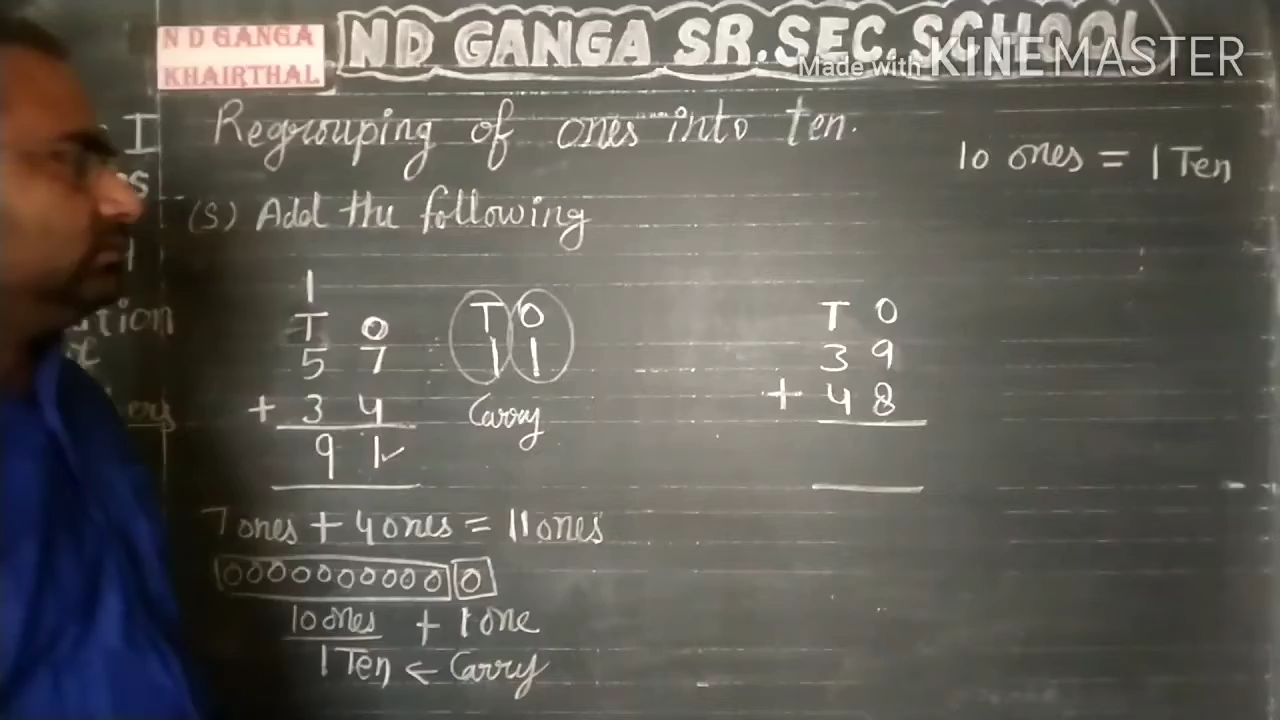 N D GANGA
KHAIRTHAL
N D GANGA SR. SEC. SCHOOL
Made with KINEMASTER
Regrouping of ones into ten.
10 ones = 1 Ten
(S) Add the following
1
T O
5 7
+ 3 4
9 1
T O
1 1
Carry
T O
3 9
+ 4 8
7 ones + 4 ones = 11 ones
0000000000 0
10 ones + 1 one
1 Ten ← Carry
I